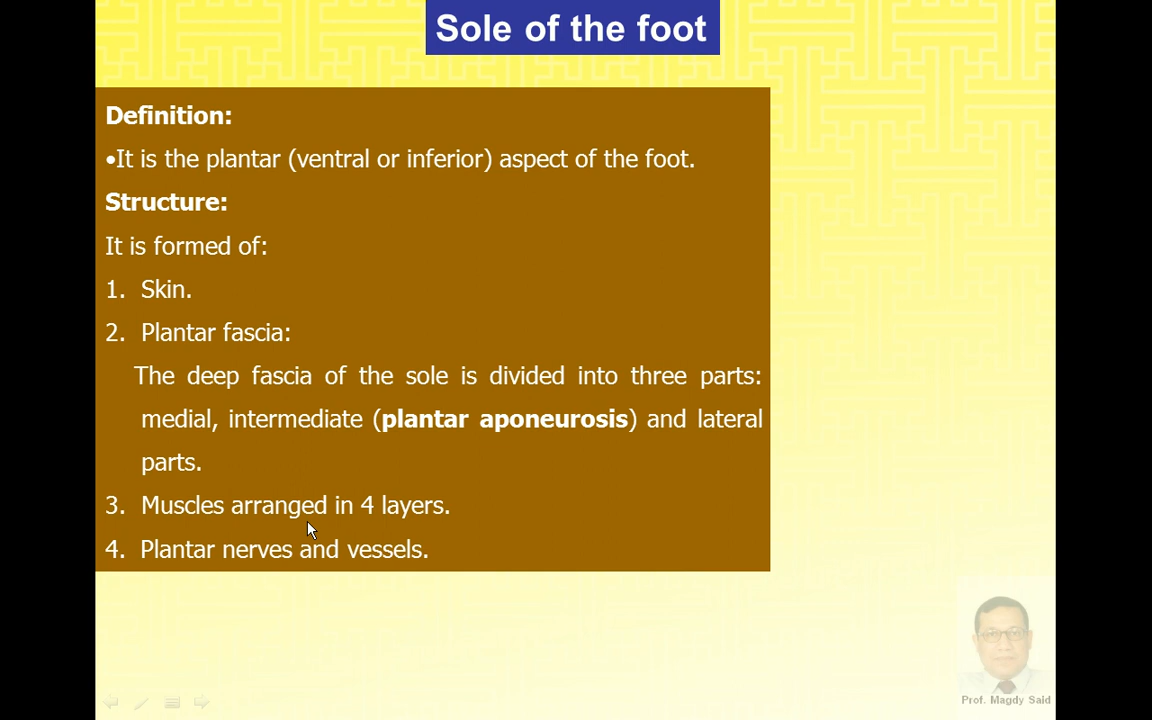 Sole of the foot
Definition:
•It is the plantar (ventral or inferior) aspect of the foot.
Structure:
It is formed of:
1. Skin.
2. Plantar fascia:
The deep fascia of the sole is divided into three parts:
medial, intermediate (plantar aponeurosis) and lateral
parts.
3. Muscles arranged in 4 layers.
4. Plantar nerves and vessels.
Prof. Magdy Said